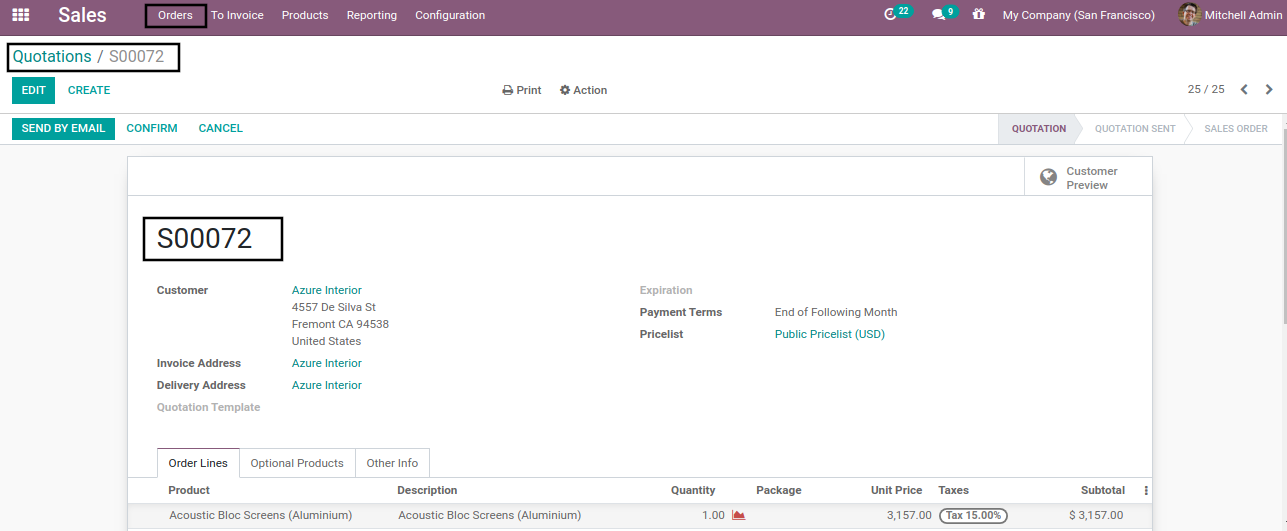 Sales Orders To Invoice Products Reporting Configuration 22 9 My Company (San Francisco) Mitchell Admin
Quotations / S00072
EDIT CREATE Print Action 25 / 25
SEND BY EMAIL CONFIRM CANCEL QUOTATION QUOTATION SENT SALES ORDER
Customer
Preview
S00072
Customer Azure Interior Expiration
4557 De Silva St Payment Terms End of Following Month
Fremont CA 94538 Pricelist Public Pricelist (USD)
United States
Invoice Address Azure Interior
Delivery Address Azure Interior
Quotation Template
Order Lines Optional Products Other Info
Product Description Quantity Package Unit Price Taxes Subtotal
Acoustic Bloc Screens (Aluminium) Acoustic Bloc Screens (Aluminium) 1.00 3,157.00 Tax 15.00% $ 3,157.00